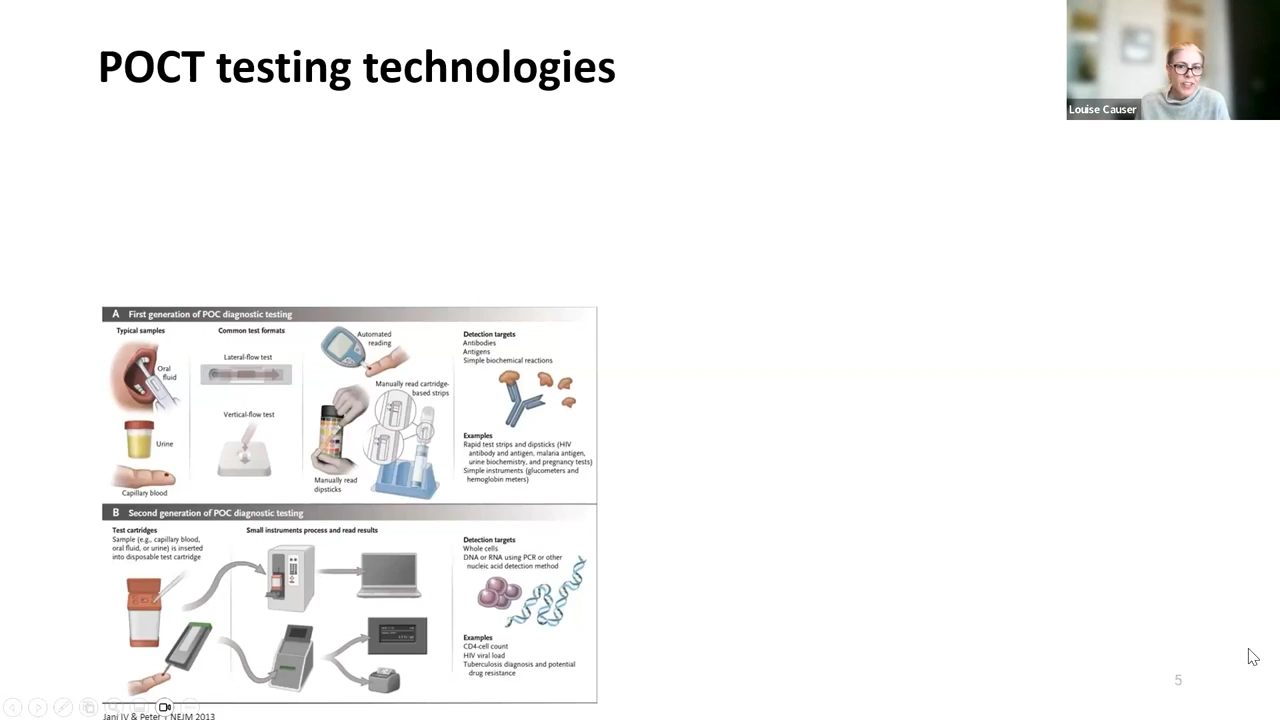 POCT testing technologies
Louise Causer
A First generation of POC diagnostic testing
Typical samples
Oral
fluid
Urine
Capillary blood
Common test formats
Lateral-flow test
Vertical-flow test
Automated
reading
Manually read cartridge-
based strips
Manually read
dipsticks
Detection targets
Antibodies
Antigens
Simple biochemical reactions
Examples
Rapid test strips and dipsticks (HIV
antibody and antigen, malaria antigen,
urine biochemistry, and pregnancy tests)
Simple instruments (glucometers and
hemoglobin meters)
B Second generation of POC diagnostic testing
Test cartridges
Sample (e.g., capillary blood,
oral fluid, or urine) is inserted
into disposable test cartridge
Small instruments process and read results
Detection targets
Whole cells
DNA or RNA using PCR or other
nucleic acid detection method
Examples
CD4-cell count
HIV viral load
Tuberculosis diagnosis and potential
drug resistance
Jani IV & Peter NEJM 2013
5